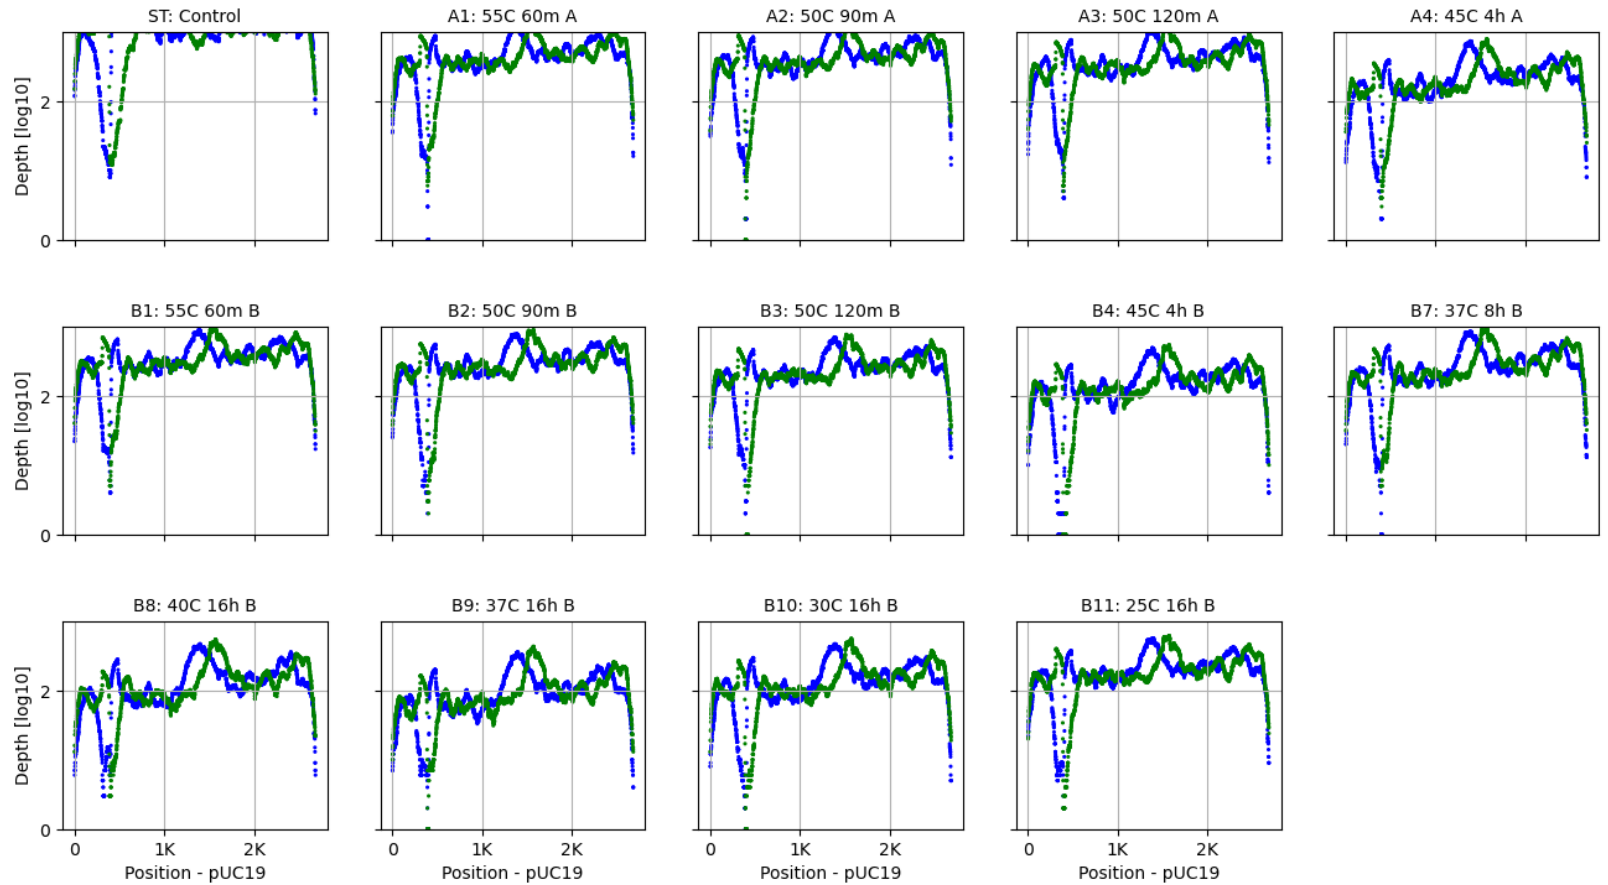 ST: Control
A1: 55C 60m A
A2: 50C 90m A
A3: 50C 120m A
A4: 45C 4h A
Depth [log10]
2
0
B1: 55C 60m B
B2: 50C 90m B
B3: 50C 120m B
B4: 45C 4h B
B7: 37C 8h B
Depth [log10]
2
0
B8: 40C 16h B
B9: 37C 16h B
B10: 30C 16h B
B11: 25C 16h B
Depth [log10]
2
0
0 1K 2K
0 1K 2K
0 1K 2K
0 1K 2K
Position - pUC19
Position - pUC19
Position - pUC19
Position - pUC19